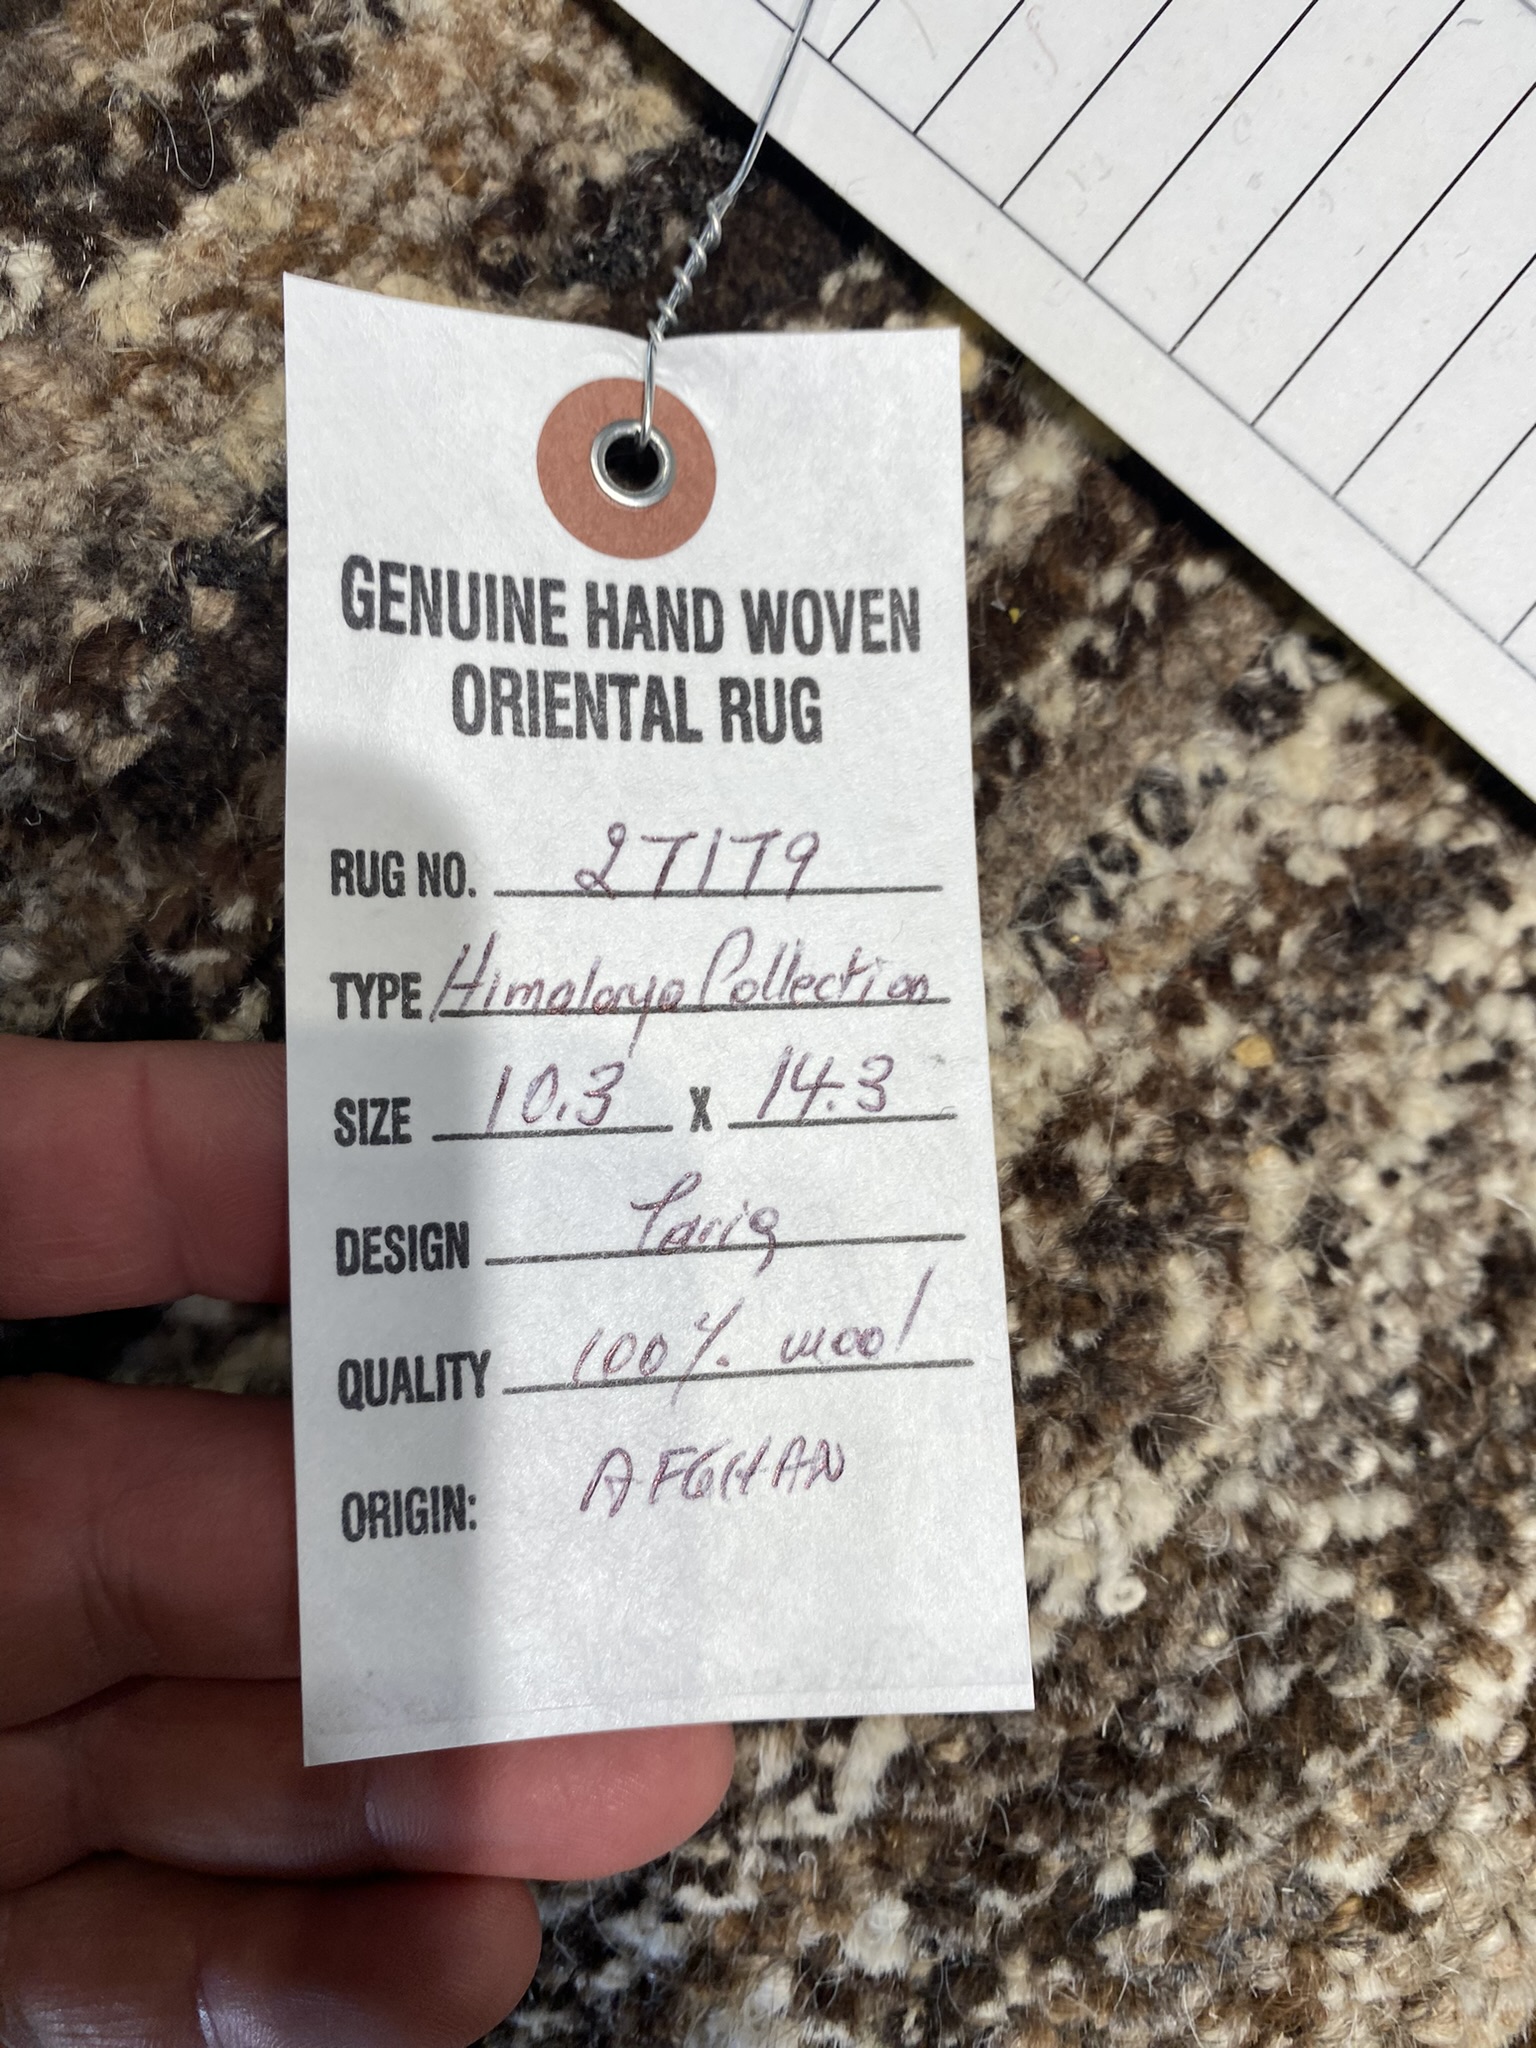 GENUINE HAND WOVEN
ORIENTAL RUG
RUG NO. 27179
TYPE Himalaya Collection
SIZE 10.3 X 14.3
DESIGN Tariq
QUALITY 100% wool
ORIGIN: AFGHAN